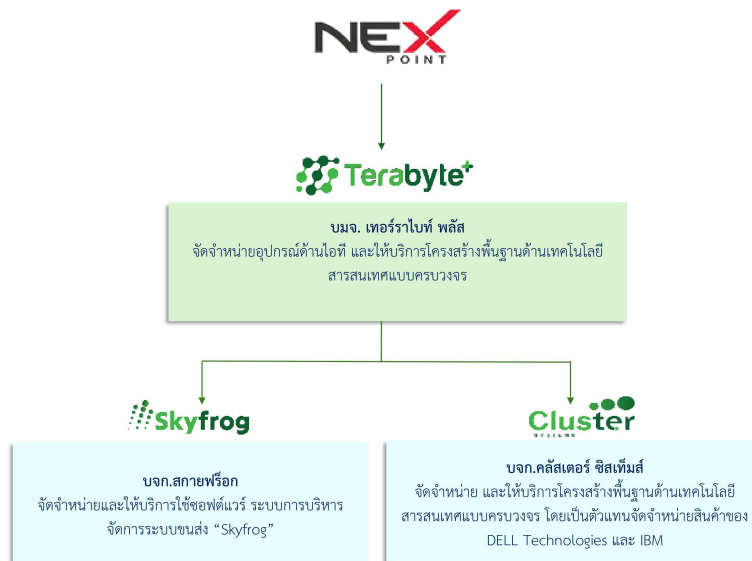 NEX
POINT
Terabyte+
บมจ. เทอร์ราไบท์ พลัส
จัดจำหน่ายอุปกรณ์ด้านไอที และให้บริการโครงสร้างพื้นฐานด้านเทคโนโลยี
สารสนเทศแบบครบวงจร
Skyfrog
บจก.สกายฟร็อก
จัดจำหน่ายและให้บริการใช้ซอฟต์แวร์ ระบบการบริหาร
จัดการระบบขนส่ง “Skyfrog”
Cluster
บจก.คลัสเตอร์ ซิสเท็มส์
จัดจำหน่าย และให้บริการโครงสร้างพื้นฐานด้านเทคโนโลยี
สารสนเทศแบบครบวงจร โดยเป็นตัวแทนจัดจำหน่ายสินค้าของ
DELL Technologies และ IBM